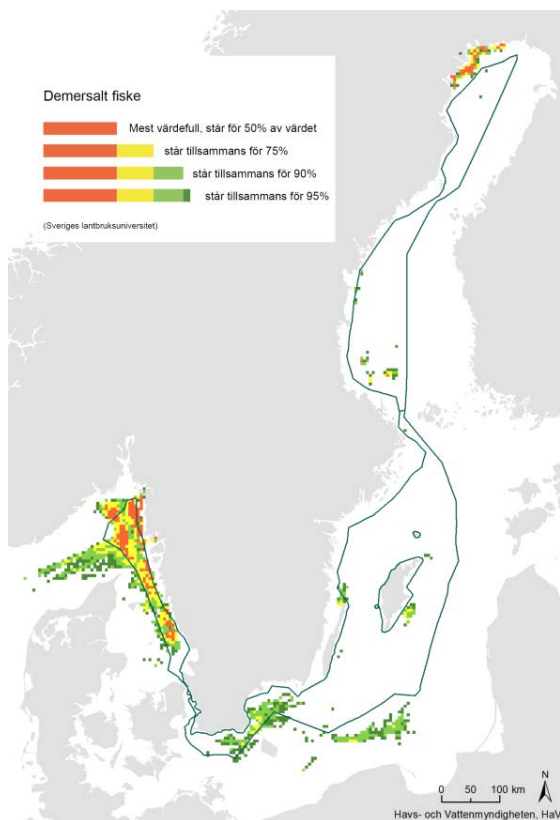 Demersalt fiske
Mest värdefull, står för 50% av värdet
står tillsammans för 75%
står tillsammans för 90%
står tillsammans för 95%
(Sveriges lantbruksuniversitet)
N
0 50 100 km
Havs- och Vattenmyndigheten, HaV